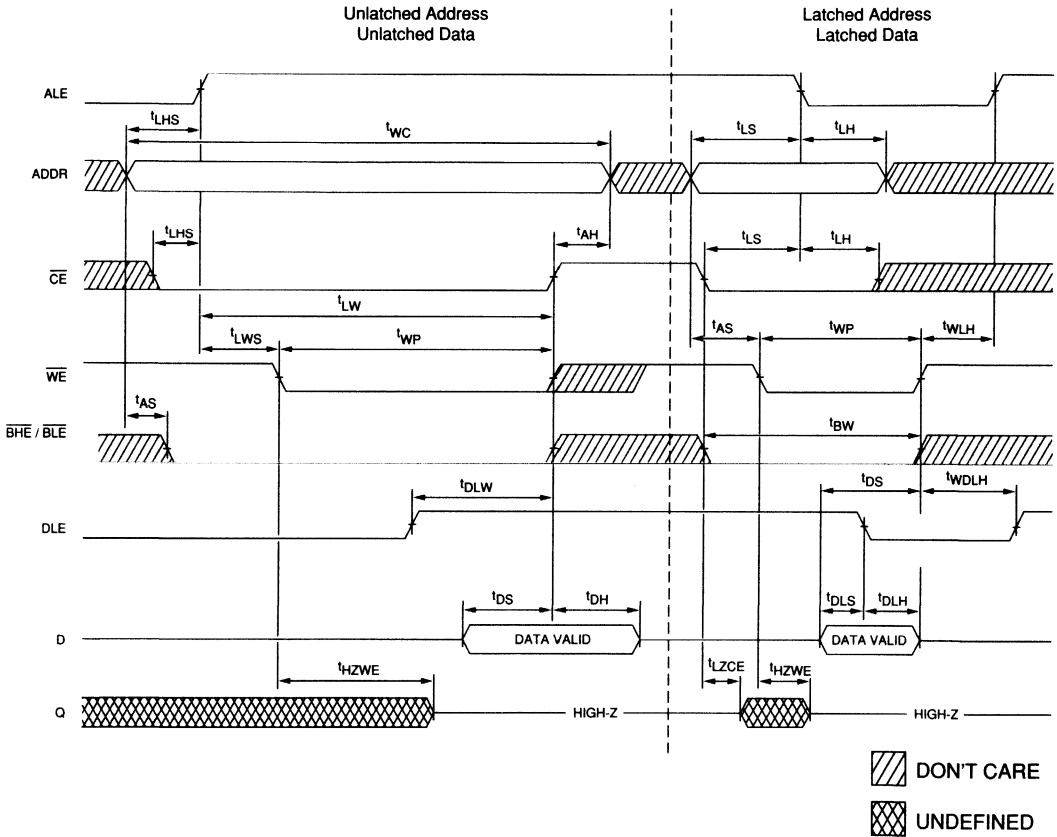 Unlatched Address
Unlatched Data
Latched Address
Latched Data
ALE
tLHS
tWC
tLS
tLH
ADDR
tLHS
tAH
tLS
tLH
CE
tLW
tLWS
tWP
tAS
tWP
tWLH
WE
tAS
BHE / BLE
tBW
tDLW
tDS
tWDLH
DLE
tDS
tDH
tDLS
tDLH
D
DATA VALID
DATA VALID
tHZWE
tLZCE
tHZWE
Q
HIGH-Z
HIGH-Z
DON'T CARE
UNDEFINED